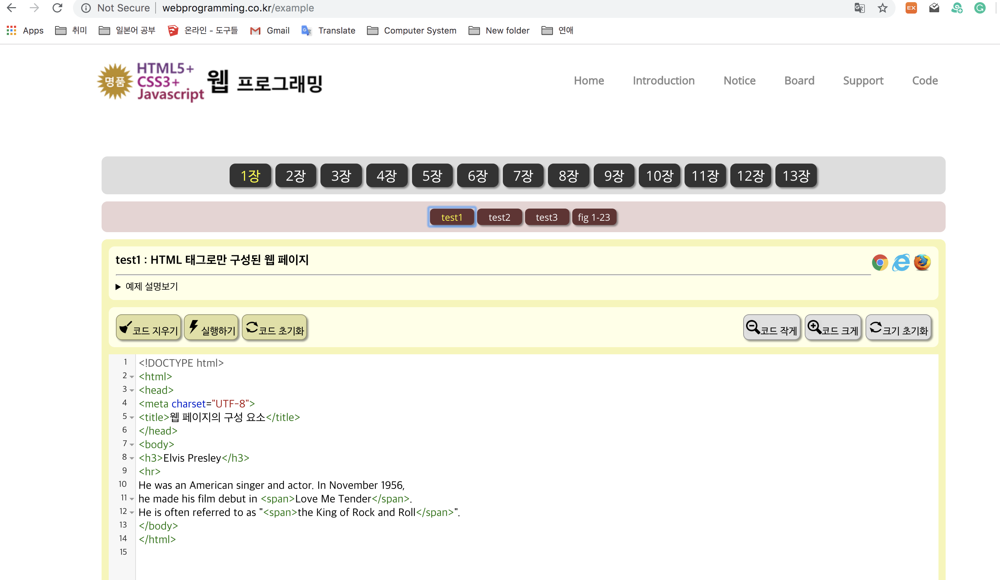 Not Secure | webprogramming.co.kr/example
EX
G
Apps 취미 일본어 공부 온라인 - 도구들 Gmail Translate Computer System New folder 연애
명품 HTML5+ CSS3+ Javascript 웹 프로그래밍
Home Introduction Notice Board Support Code
1장 2장 3장 4장 5장 6장 7장 8장 9장 10장 11장 12장 13장
test1 test2 test3 fig 1-23
test1 : HTML 태그로만 구성된 웹 페이지
▶ 예제 설명보기
코드 지우기 실행하기 코드 초기화 코드 작게 코드 크게 크기 초기화
1 <!DOCTYPE html>
2 <html>
3 <head>
4 <meta charset="UTF-8">
5 <title>웹 페이지의 구성 요소</title>
6 </head>
7 <body>
8 <h3>Elvis Presley</h3>
9 <hr>
10 He was an American singer and actor. In November 1956,
11 he made his film debut in <span>Love Me Tender</span>.
12 He is often referred to as "<span>the King of Rock and Roll</span>".
13 </body>
14 </html>
15